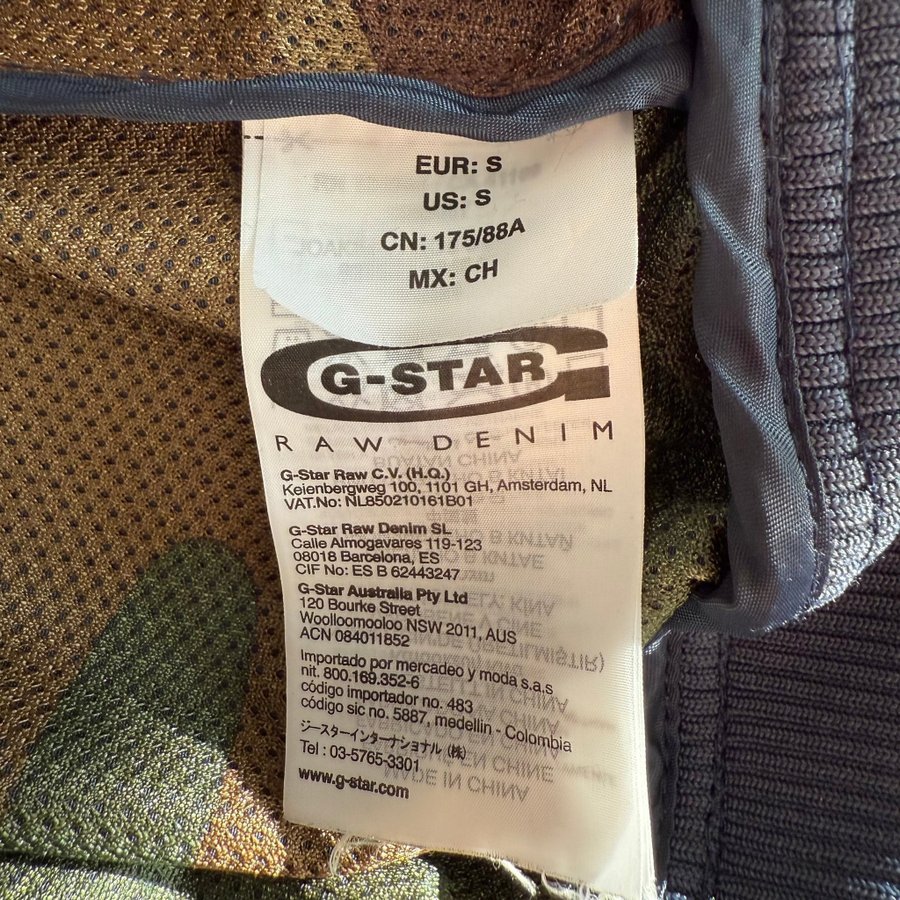 EUR: S
US: S
CN: 175/88A
MX: CH
G-STAR
RAW DENIM
G-Star Raw C.V. (H.Q.)
Keienbergweg 100, 1101 GH, Amsterdam, NL
VAT.No: NL850210161B01
G-Star Raw Denim SL
Calle Almogavares 119-123
08018 Barcelona, ES
CIF No: ES B 62443247
G-Star Australia Pty Ltd
120 Bourke Street
Woolloomooloo NSW 2011, AUS
ACN 084011852
Importado por mercadeo y moda s.a.s
nit. 800.169.352-6
código importador no. 483
código sic no. 5887, medellin - Colombia
ジースターインターナショナル (株)
Tel : 03-5765-3301
www.g-star.com
MADE IN CHINA